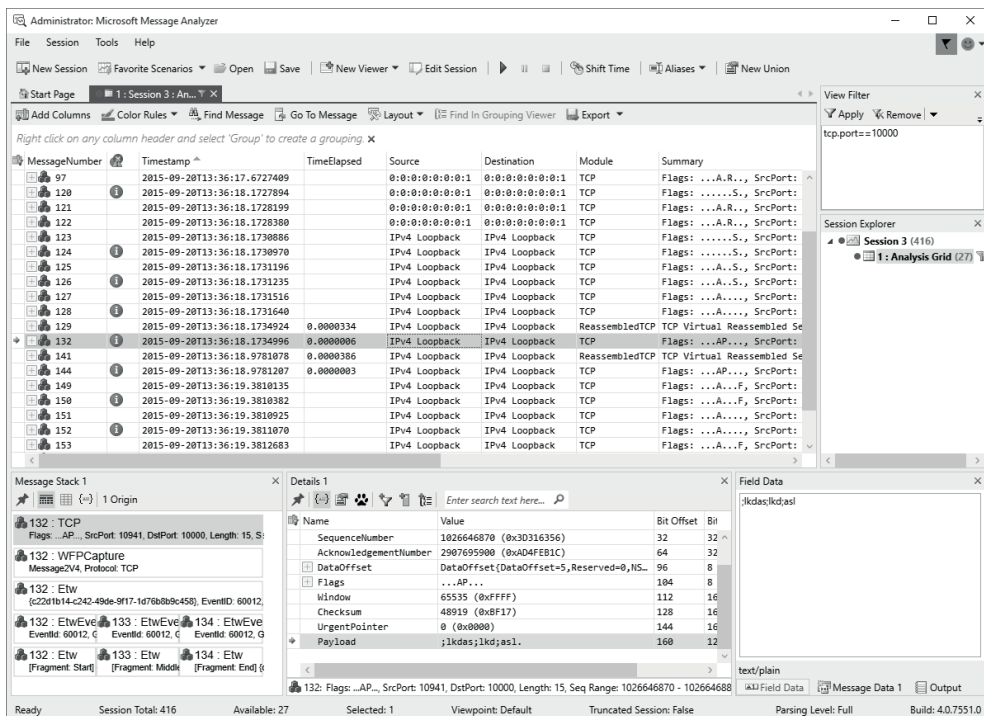 Administrator: Microsoft Message Analyzer
File Session Tools Help
New Session Favorite Scenarios Open Save New Viewer Edit Session Shift Time Aliases New Union
Start Page 1 : Session 3 : An...
Add Columns Color Rules Find Message Go To Message Layout Find In Grouping Viewer Export
Right click on any column header and select 'Group' to create a grouping.
MessageNumber Timestamp TimeElapsed Source Destination Module Summary
97 2015-09-20T13:36:17.6727409 0:0:0:0:0:0:0:1 0:0:0:0:0:0:0:1 TCP Flags: ...A.R.., SrcPort:
120 2015-09-20T13:36:18.1727894 0:0:0:0:0:0:0:1 0:0:0:0:0:0:0:1 TCP Flags: ......S., SrcPort:
121 2015-09-20T13:36:18.1728199 0:0:0:0:0:0:0:1 0:0:0:0:0:0:0:1 TCP Flags: ...A.R.., SrcPort:
122 2015-09-20T13:36:18.1728380 0:0:0:0:0:0:0:1 0:0:0:0:0:0:0:1 TCP Flags: ...A.R.., SrcPort:
123 2015-09-20T13:36:18.1730886 IPv4 Loopback IPv4 Loopback TCP Flags: ......S., SrcPort:
124 2015-09-20T13:36:18.1730970 IPv4 Loopback IPv4 Loopback TCP Flags: ......S., SrcPort:
125 2015-09-20T13:36:18.1731196 IPv4 Loopback IPv4 Loopback TCP Flags: ...A..S., SrcPort:
126 2015-09-20T13:36:18.1731235 IPv4 Loopback IPv4 Loopback TCP Flags: ...A..S., SrcPort:
127 2015-09-20T13:36:18.1731516 IPv4 Loopback IPv4 Loopback TCP Flags: ...A...., SrcPort:
128 2015-09-20T13:36:18.1731640 IPv4 Loopback IPv4 Loopback TCP Flags: ...A...., SrcPort:
129 2015-09-20T13:36:18.1734924 0.0000334 IPv4 Loopback IPv4 Loopback ReassembledTCP TCP Virtual Reassembled Se
132 2015-09-20T13:36:18.1734996 0.0000006 IPv4 Loopback IPv4 Loopback TCP Flags: ...AP..., SrcPort:
141 2015-09-20T13:36:18.9781078 0.0000386 IPv4 Loopback IPv4 Loopback ReassembledTCP TCP Virtual Reassembled Se
144 2015-09-20T13:36:18.9781207 0.0000003 IPv4 Loopback IPv4 Loopback TCP Flags: ...AP..., SrcPort:
149 2015-09-20T13:36:19.3810135 IPv4 Loopback IPv4 Loopback TCP Flags: ...A...F, SrcPort:
150 2015-09-20T13:36:19.3810382 IPv4 Loopback IPv4 Loopback TCP Flags: ...A...F, SrcPort:
151 2015-09-20T13:36:19.3810925 IPv4 Loopback IPv4 Loopback TCP Flags: ...A...., SrcPort:
152 2015-09-20T13:36:19.3811070 IPv4 Loopback IPv4 Loopback TCP Flags: ...A...., SrcPort:
153 2015-09-20T13:36:19.3812683 IPv4 Loopback IPv4 Loopback TCP Flags: ...A...F, SrcPort:
View Filter
Apply Remove
tcp.port==10000
Session Explorer
Session 3 (416)
1 : Analysis Grid (27)
Message Stack 1
1 Origin
132 : TCP
Flags: ...AP..., SrcPort: 10941, DstPort: 10000, Length: 15, S
132 : WFPCapture
Message2V4, Protocol: TCP
132 : Etw
{c22d1b14-c242-49de-9f17-1d76b8b9c458}, EventID: 60012,
132 : EtwEve 133 : EtwEve 134 : EtwEve
EventId: 60012, G EventId: 60012, G EventId: 60012, G
132 : Etw 133 : Etw 134 : Etw
[Fragment: Start] [Fragment: Middle [Fragment: End] {
Details 1
Enter search text here...
Name Value Bit Offset Bit
SequenceNumber 1026646870 (0x3D316356) 32 32
AcknowledgementNumber 2907695900 (0xAD4FEB1C) 64 32
DataOffset DataOffset{DataOffset=5,Reserved=0,NS... 96 8
Flags ...AP... 104 8
Window 65535 (0xFFFF) 112 16
Checksum 48919 (0xBF17) 128 16
UrgentPointer 0 (0x0000) 144 16
Payload ;lkdas;lkd;asl. 160 12
132: Flags: ...AP..., SrcPort: 10941, DstPort: 10000, Length: 15, Seq Range: 1026646870 - 102664688
Field Data
;lkdas;lkd;asl
text/plain
Field Data Message Data 1 Output
Ready Session Total: 416 Available: 27 Selected: 1 Viewpoint: Default Truncated Session: False Parsing Level: Full Build: 4.0.7551.0